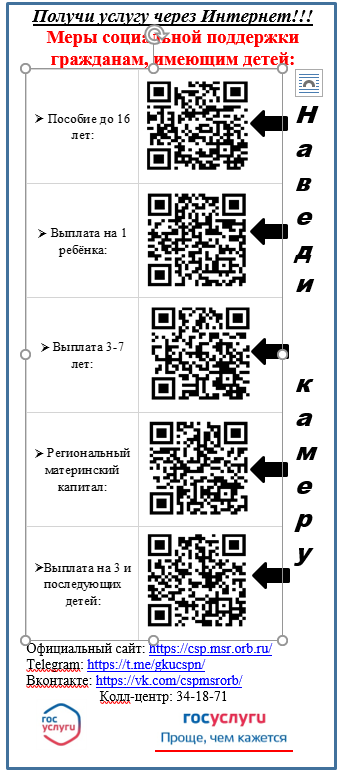 Получи услугу через Интернет!!!
Меры социальной поддержки
гражданам, имеющим детей:
➢ Пособие до 16
лет:
➢ Выплата на 1
ребёнка:
➢ Выплата 3-7
лет:
➢ Региональный
материнский
капитал:
➢Выплата на 3 и
последующих
детей:
Наведи камеру
Официальный сайт: https://csp.msr.orb.ru/
Telegram: https://t.me/gkucspn/
Вконтакте: https://vk.com/cspmsrorb/
Колл-центр: 34-18-71
гос
услуги
госуслуги
Проще, чем кажется